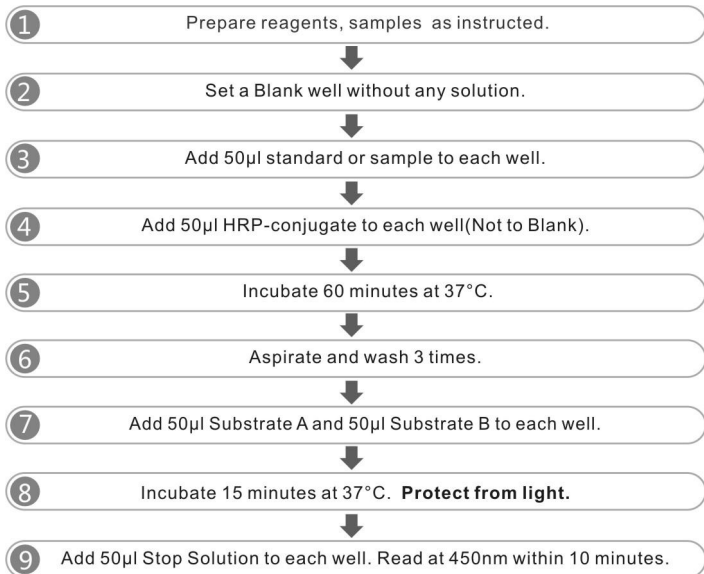 1 Prepare reagents, samples as instructed.
2 Set a Blank well without any solution.
3 Add 50µl standard or sample to each well.
4 Add 50µl HRP-conjugate to each well(Not to Blank).
5 Incubate 60 minutes at 37°C.
6 Aspirate and wash 3 times.
7 Add 50µl Substrate A and 50µl Substrate B to each well.
8 Incubate 15 minutes at 37°C. Protect from light.
9 Add 50µl Stop Solution to each well. Read at 450nm within 10 minutes.